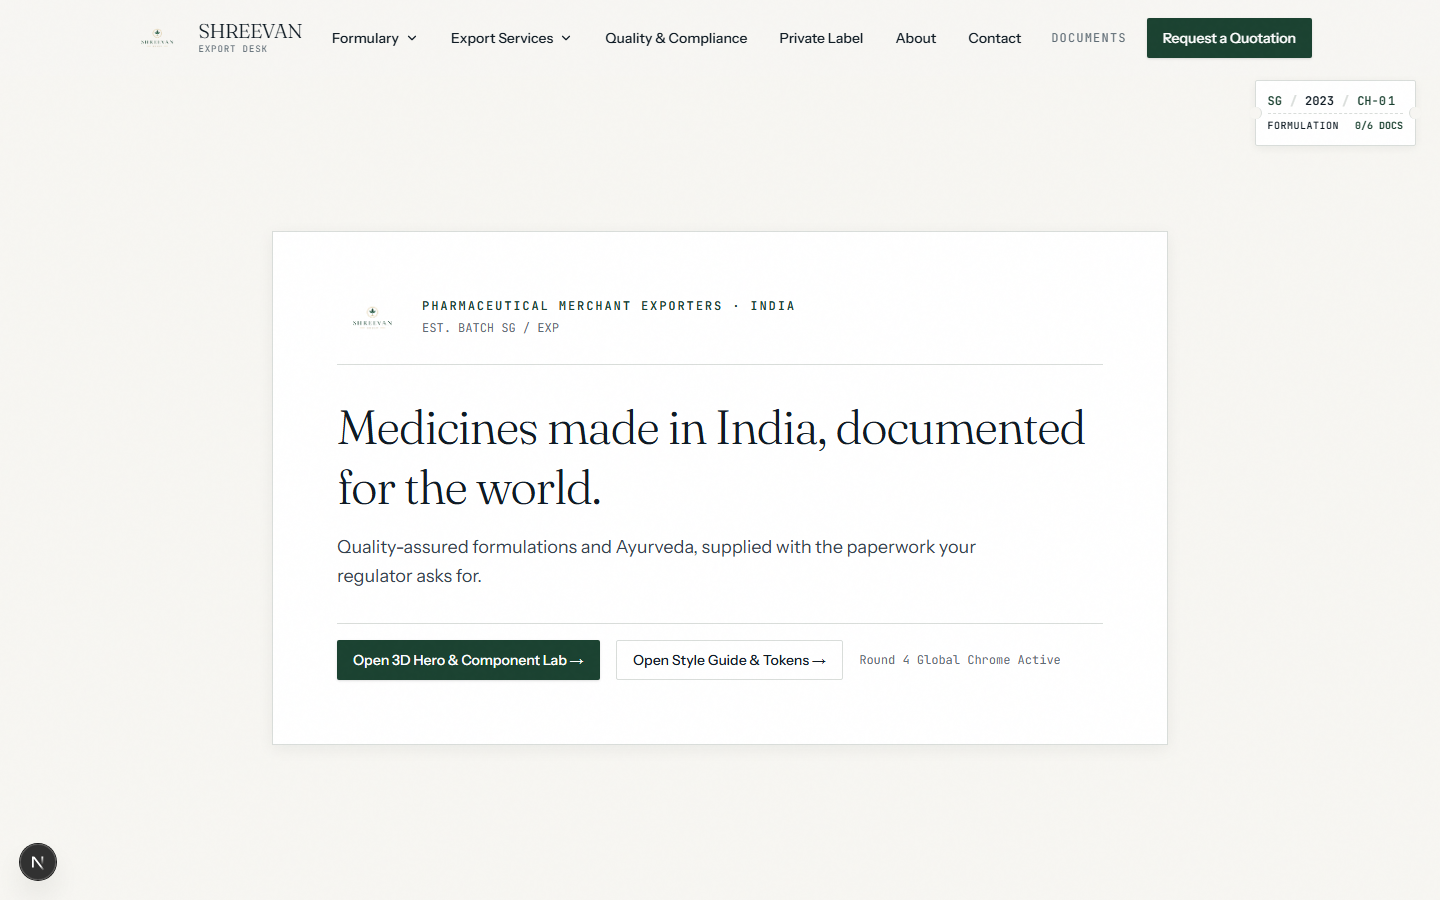 SHREEVAN
SHREEVAN
EXPORT DESK
Formulary
Export Services
Quality & Compliance
Private Label
About
Contact
DOCUMENTS
Request a Quotation
SG / 2023 / CH-01
FORMULATION 0/6 DOCS
SHREEVAN
PHARMACEUTICAL MERCHANT EXPORTERS · INDIA
EST. BATCH SG / EXP
Medicines made in India, documented
for the world.
Quality-assured formulations and Ayurveda, supplied with the paperwork your
regulator asks for.
Open 3D Hero & Component Lab →
Open Style Guide & Tokens →
Round 4 Global Chrome Active
N